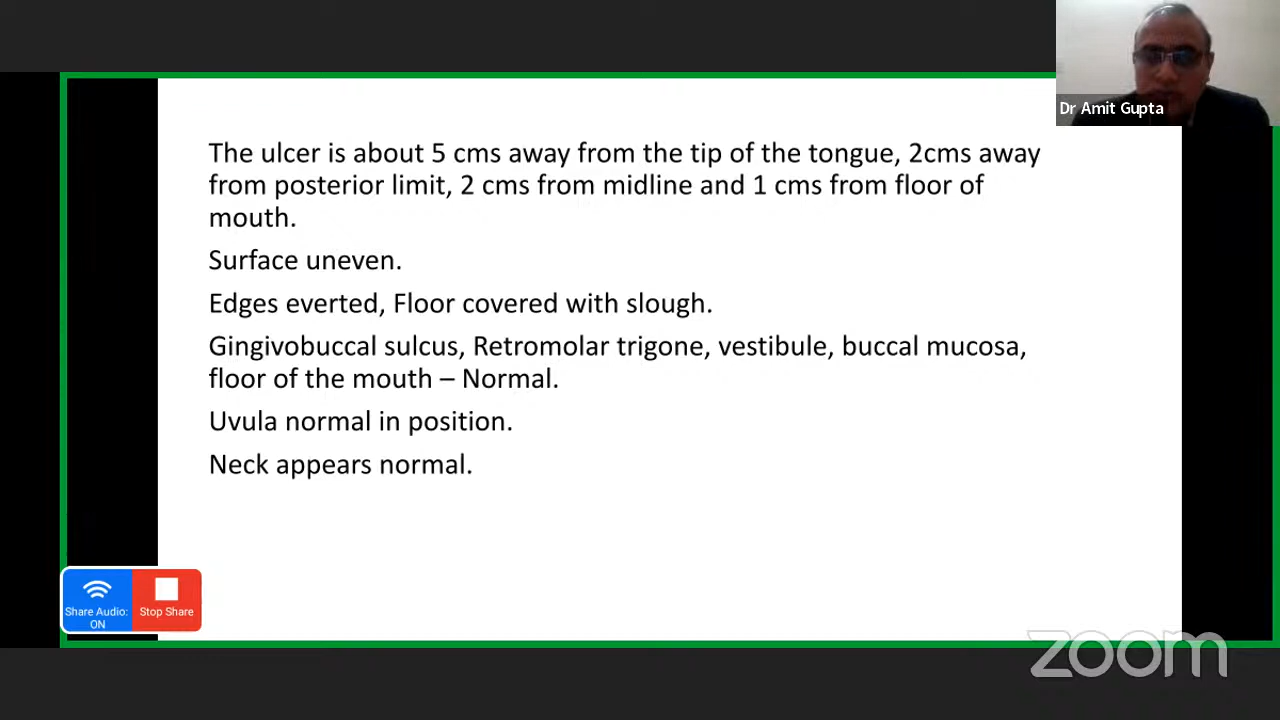 Dr Amit Gupta
The ulcer is about 5 cms away from the tip of the tongue, 2cms away
from posterior limit, 2 cms from midline and 1 cms from floor of
mouth.
Surface uneven.
Edges everted, Floor covered with slough.
Gingivobuccal sulcus, Retromolar trigone, vestibule, buccal mucosa,
floor of the mouth – Normal.
Uvula normal in position.
Neck appears normal.
Share Audio:
ON
Stop Share
zoom